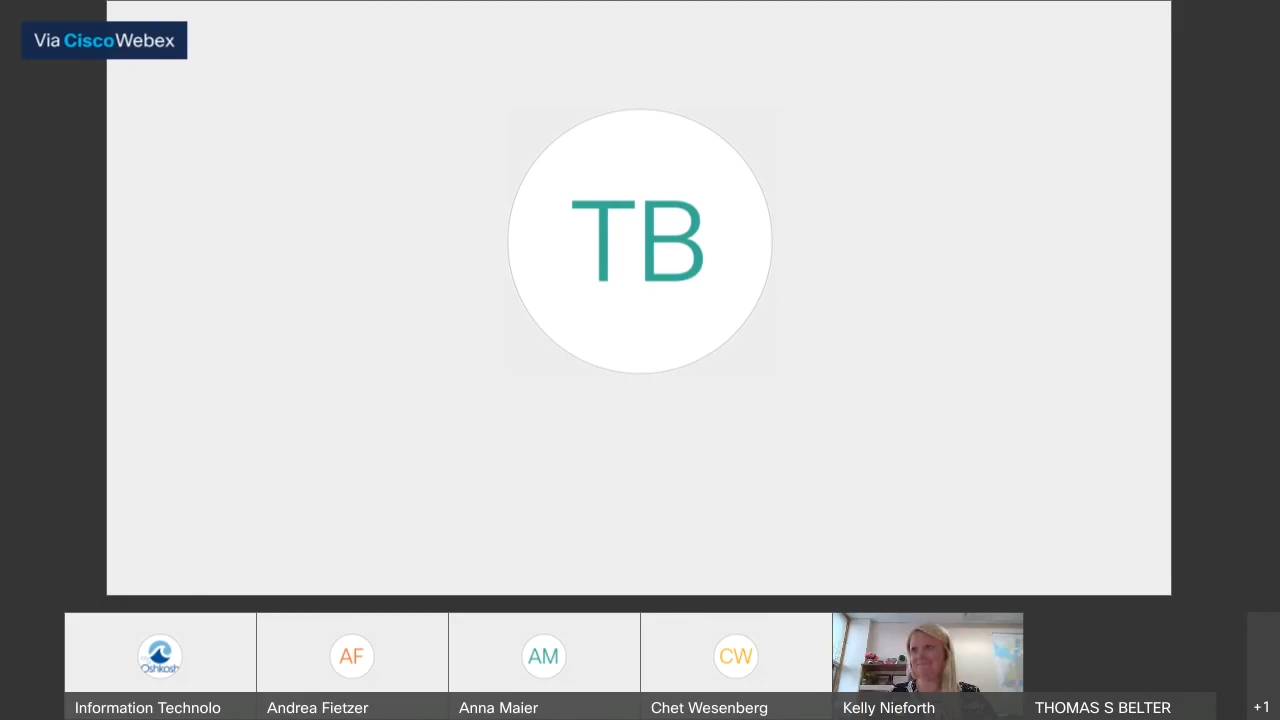 Via CiscoWebex
TB
Oshkosh
AF
AM
CW
Information Technolo
Andrea Fietzer
Anna Maier
Chet Wesenberg
Kelly Nieforth
THOMAS S BELTER
+1